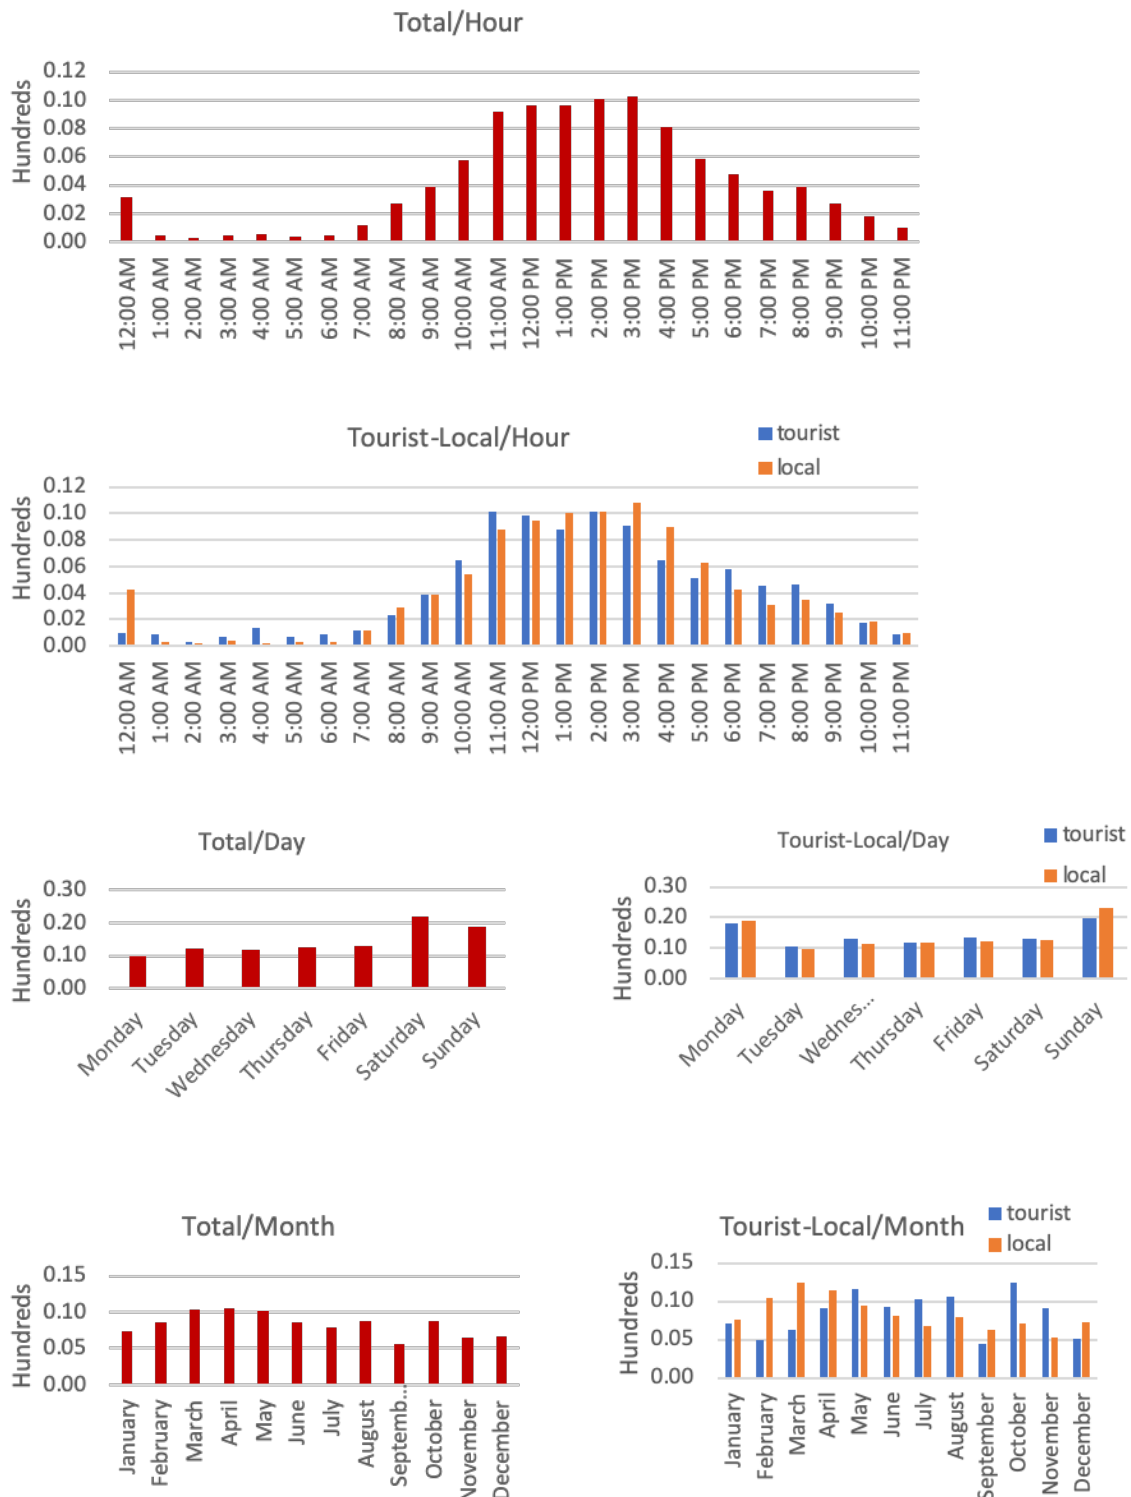 Total/Hour
Hundreds
0.12
0.10
0.08
0.06
0.04
0.02
0.00
12:00 AM
1:00 AM
2:00 AM
3:00 AM
4:00 AM
5:00 AM
6:00 AM
7:00 AM
8:00 AM
9:00 AM
10:00 AM
11:00 AM
12:00 PM
1:00 PM
2:00 PM
3:00 PM
4:00 PM
5:00 PM
6:00 PM
7:00 PM
8:00 PM
9:00 PM
10:00 PM
11:00 PM
Tourist-Local/Hour
tourist
local
Hundreds
0.12
0.10
0.08
0.06
0.04
0.02
0.00
12:00 AM
1:00 AM
2:00 AM
3:00 AM
4:00 AM
5:00 AM
6:00 AM
7:00 AM
8:00 AM
9:00 AM
10:00 AM
11:00 AM
12:00 PM
1:00 PM
2:00 PM
3:00 PM
4:00 PM
5:00 PM
6:00 PM
7:00 PM
8:00 PM
9:00 PM
10:00 PM
11:00 PM
Total/Day
Hundreds
0.30
0.20
0.10
0.00
Monday
Tuesday
Wednesday
Thursday
Friday
Saturday
Sunday
Tourist-Local/Day
tourist
local
Hundreds
0.30
0.20
0.10
0.00
Monday
Tuesday
Wednes...
Thursday
Friday
Saturday
Sunday
Total/Month
Hundreds
0.15
0.10
0.05
0.00
January
February
March
April
May
June
July
August
Septemb...
October
November
December
Tourist-Local/Month
tourist
local
Hundreds
0.15
0.10
0.05
0.00
January
February
March
April
May
June
July
August
September
October
November
December